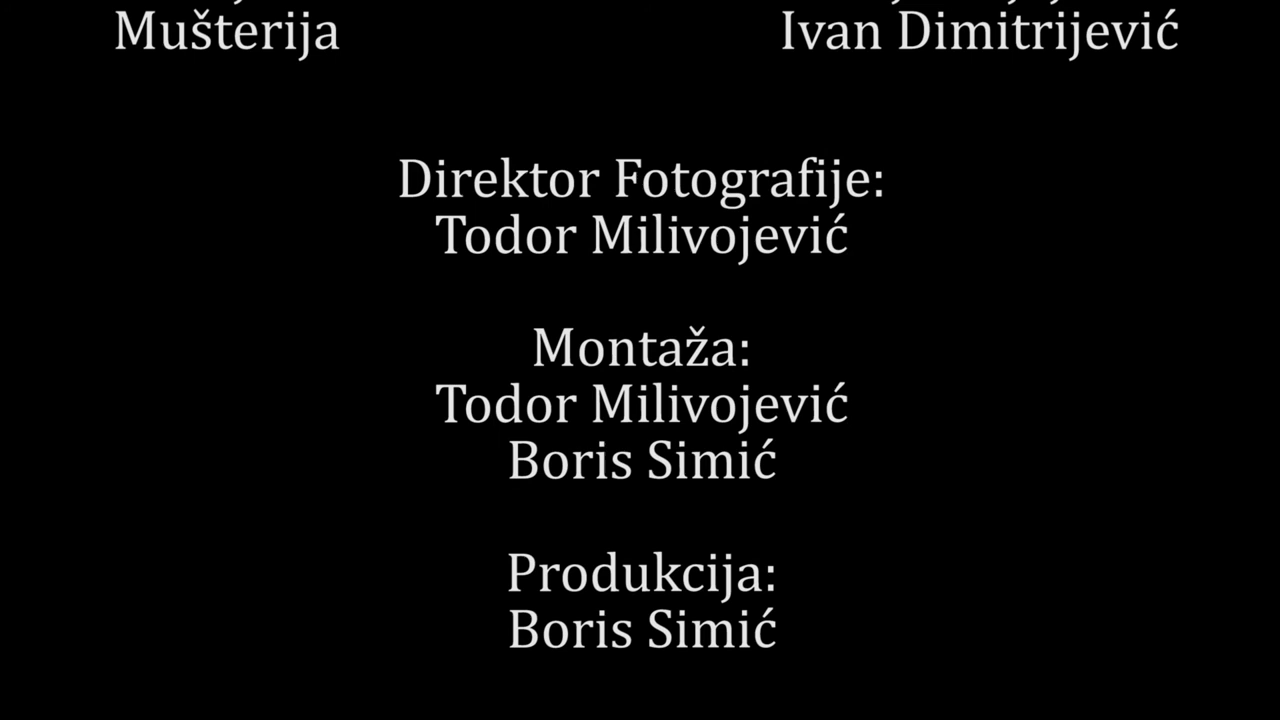 Mušterija Ivan Dimitrijević
Direktor Fotografije:
Todor Milivojević
Montaža:
Todor Milivojević
Boris Simić
Produkcija:
Boris Simić